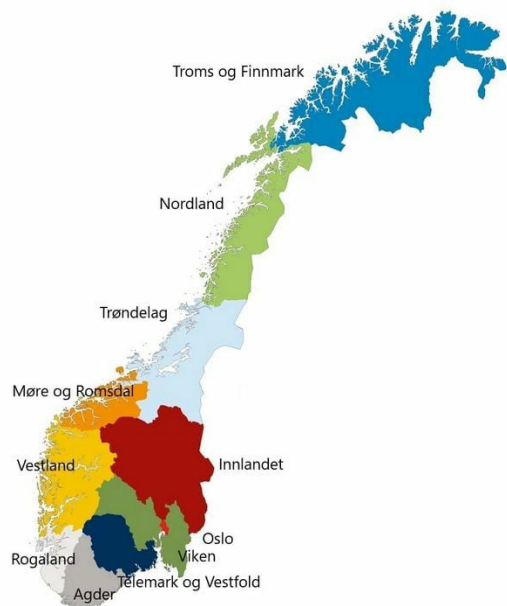 Troms og Finnmark
Nordland
Trøndelag
Møre og Romsdal
Vestland
Innlandet
Oslo
Viken
Rogaland
Telemark og Vestfold
Agder